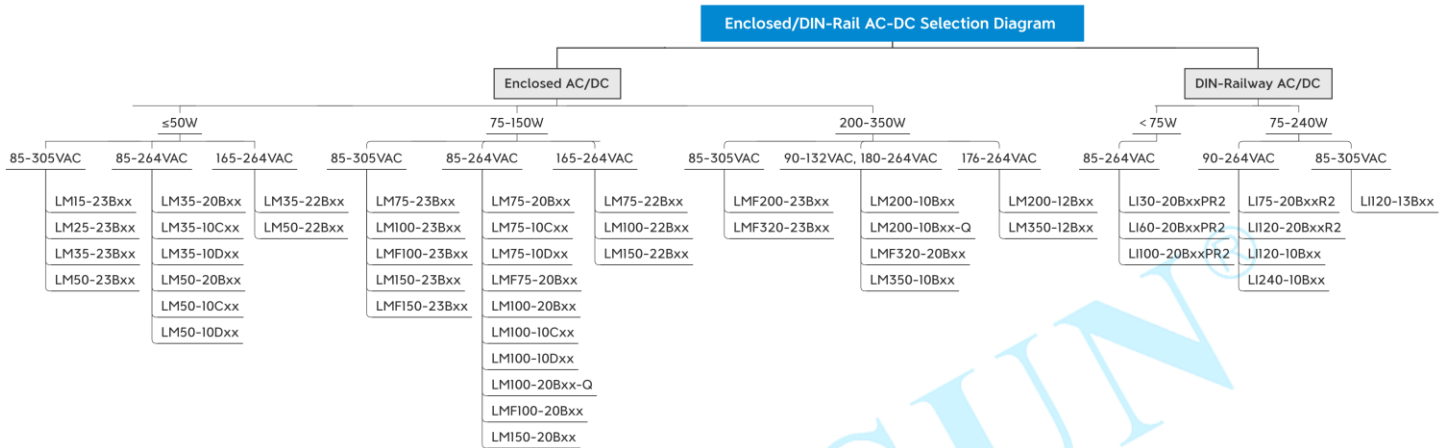 Enclosed/DIN-Rail AC-DC Selection Diagram
Enclosed AC/DC
DIN-Railway AC/DC
≤50W
75-150W
200-350W
<75W
75-240W
85-305VAC
85-264VAC
165-264VAC
85-305VAC
85-264VAC
165-264VAC
85-305VAC
90-132VAC, 180-264VAC
176-264VAC
85-264VAC
90-264VAC
85-305VAC
LM15-23Bxx
LM25-23Bxx
LM35-23Bxx
LM50-23Bxx
LM35-20Bxx
LM35-10Cxx
LM35-10Dxx
LM50-20Bxx
LM50-10Cxx
LM50-10Dxx
LM35-22Bxx
LM50-22Bxx
LM75-23Bxx
LM100-23Bxx
LMF100-23Bxx
LM150-23Bxx
LMF150-23Bxx
LM75-20Bxx
LM75-10Cxx
LM75-10Dxx
LMF75-20Bxx
LM100-20Bxx
LM100-10Cxx
LM100-10Dxx
LM100-20Bxx-Q
LMF100-20Bxx
LM150-20Bxx
LM75-22Bxx
LM100-22Bxx
LM150-22Bxx
LMF200-23Bxx
LMF320-23Bxx
LM200-10Bxx
LM200-10Bxx-Q
LMF320-20Bxx
LM350-10Bxx
LM200-12Bxx
LM350-12Bxx
LI30-20BxxPR2
LI60-20BxxPR2
LI100-20BxxPR2
LI75-20BxxR2
LI120-20BxxR2
LI120-10Bxx
LI240-10Bxx
LI120-13Bxx